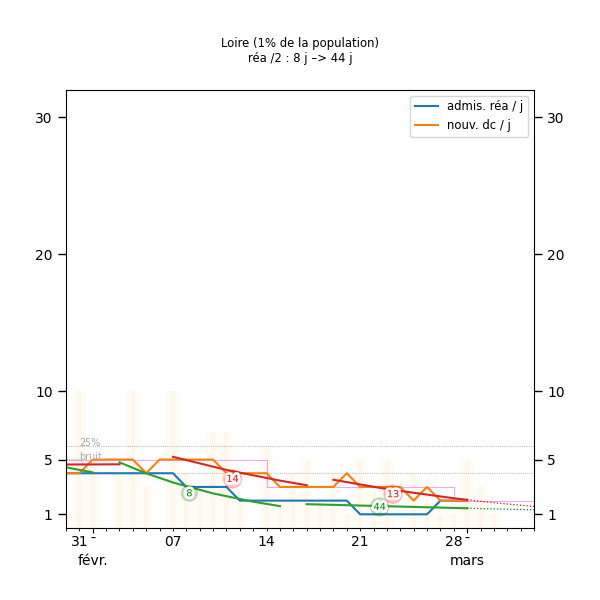 Loire (1% de la population)
réa /2 : 8 j –> 44 j
admis. réa / j
nouv. dc / j
30 30
20 20
10 10
25%
bruit
5 5
14
8
13
44
1 1
31 07 14 21 28
févr. mars